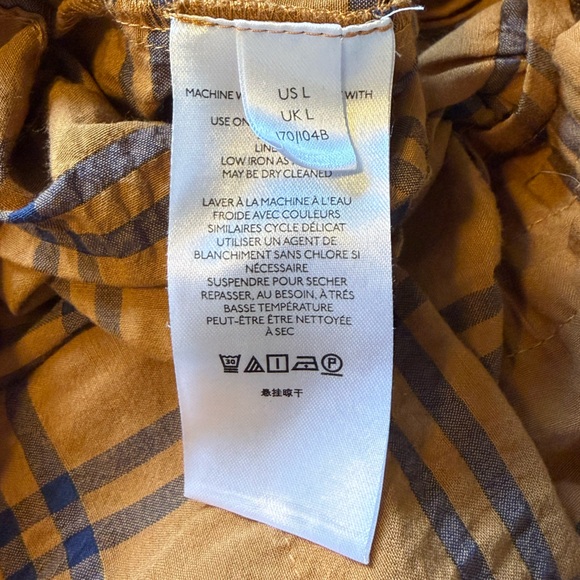 US L
UK L
170/104B
MACHINE WITH
USE ON
LIN
LOW IRON AS
MAY BE DRY CLEANED
LAVER À LA MACHINE À L'EAU
FROIDE AVEC COULEURS
SIMILAIRES CYCLE DÉLICAT
UTILISER UN AGENT DE
BLANCHIMENT SANS CHLORE SI
NÉCESSAIRE
SUSPENDRE POUR SECHER
REPASSER, AU BESOIN, À TRÉS
BASSE TEMPÉRATURE
PEUT-ÊTRE ÊTRE NETTOYÉE
À SEC
30 P
悬挂晾干